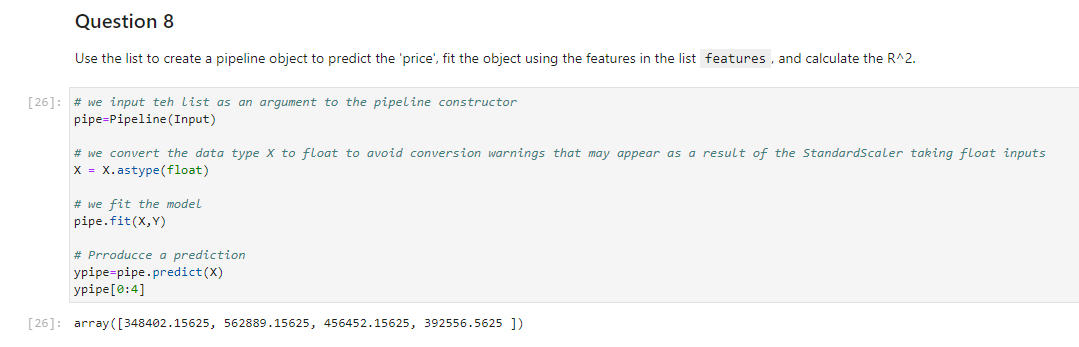 Question 8
Use the list to create a pipeline object to predict the 'price', fit the object using the features in the list features , and calculate the R^2.
[26]: # we input teh list as an argument to the pipeline constructor
pipe=Pipeline(Input)
# we convert the data type X to float to avoid conversion warnings that may appear as a result of the StandardScaler taking float inputs
X = X.astype(float)
# we fit the model
pipe.fit(X,Y)
# Prroducce a prediction
ypipe=pipe.predict(X)
ypipe[0:4]
[26]: array([348402.15625, 562889.15625, 456452.15625, 392556.5625 ])